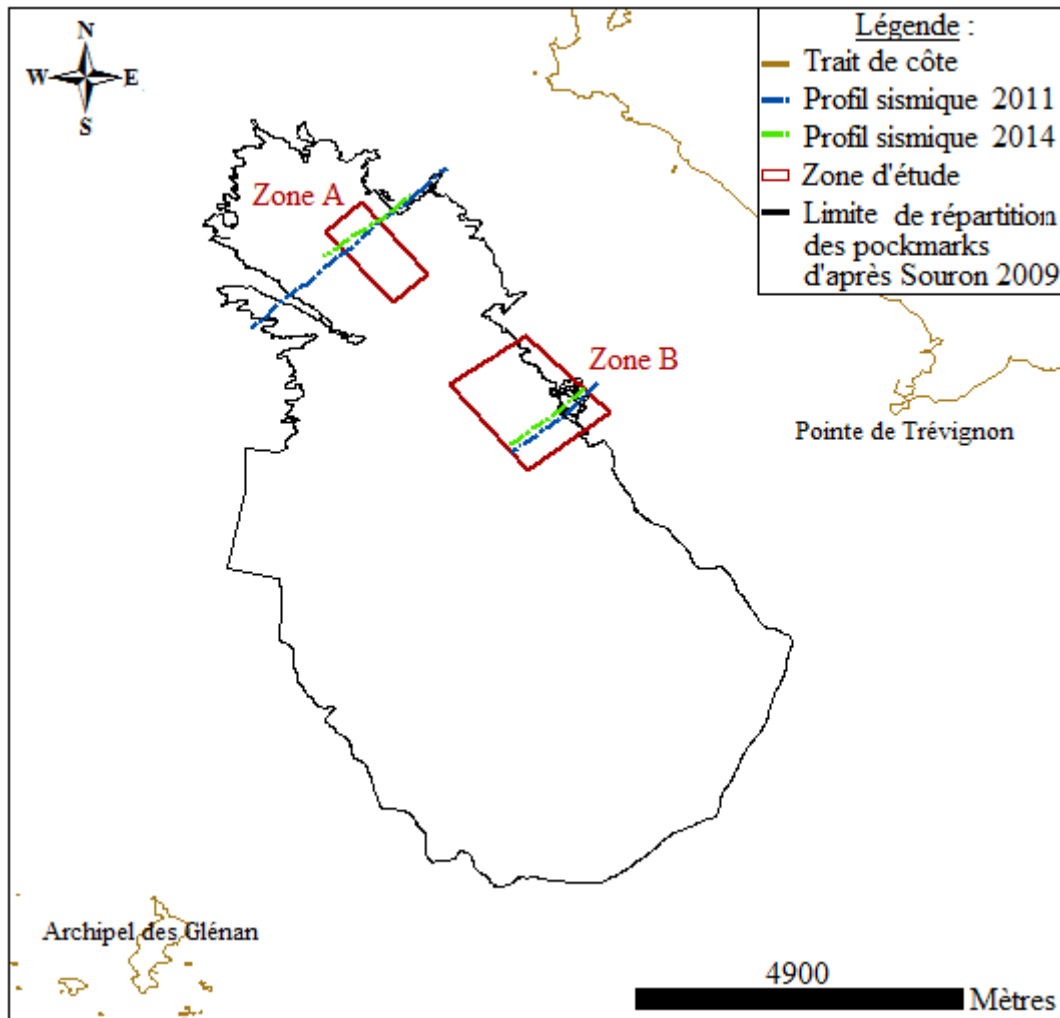 N
W E
S
Légende :
Trait de côte
Profil sismique 2011
Profil sismique 2014
Zone d'étude
Limite de répartition
des pockmarks
d'après Souron 2009
Zone A
Zone B
Pointe de Trévignon
Archipel des Glénan
4900
Mètres